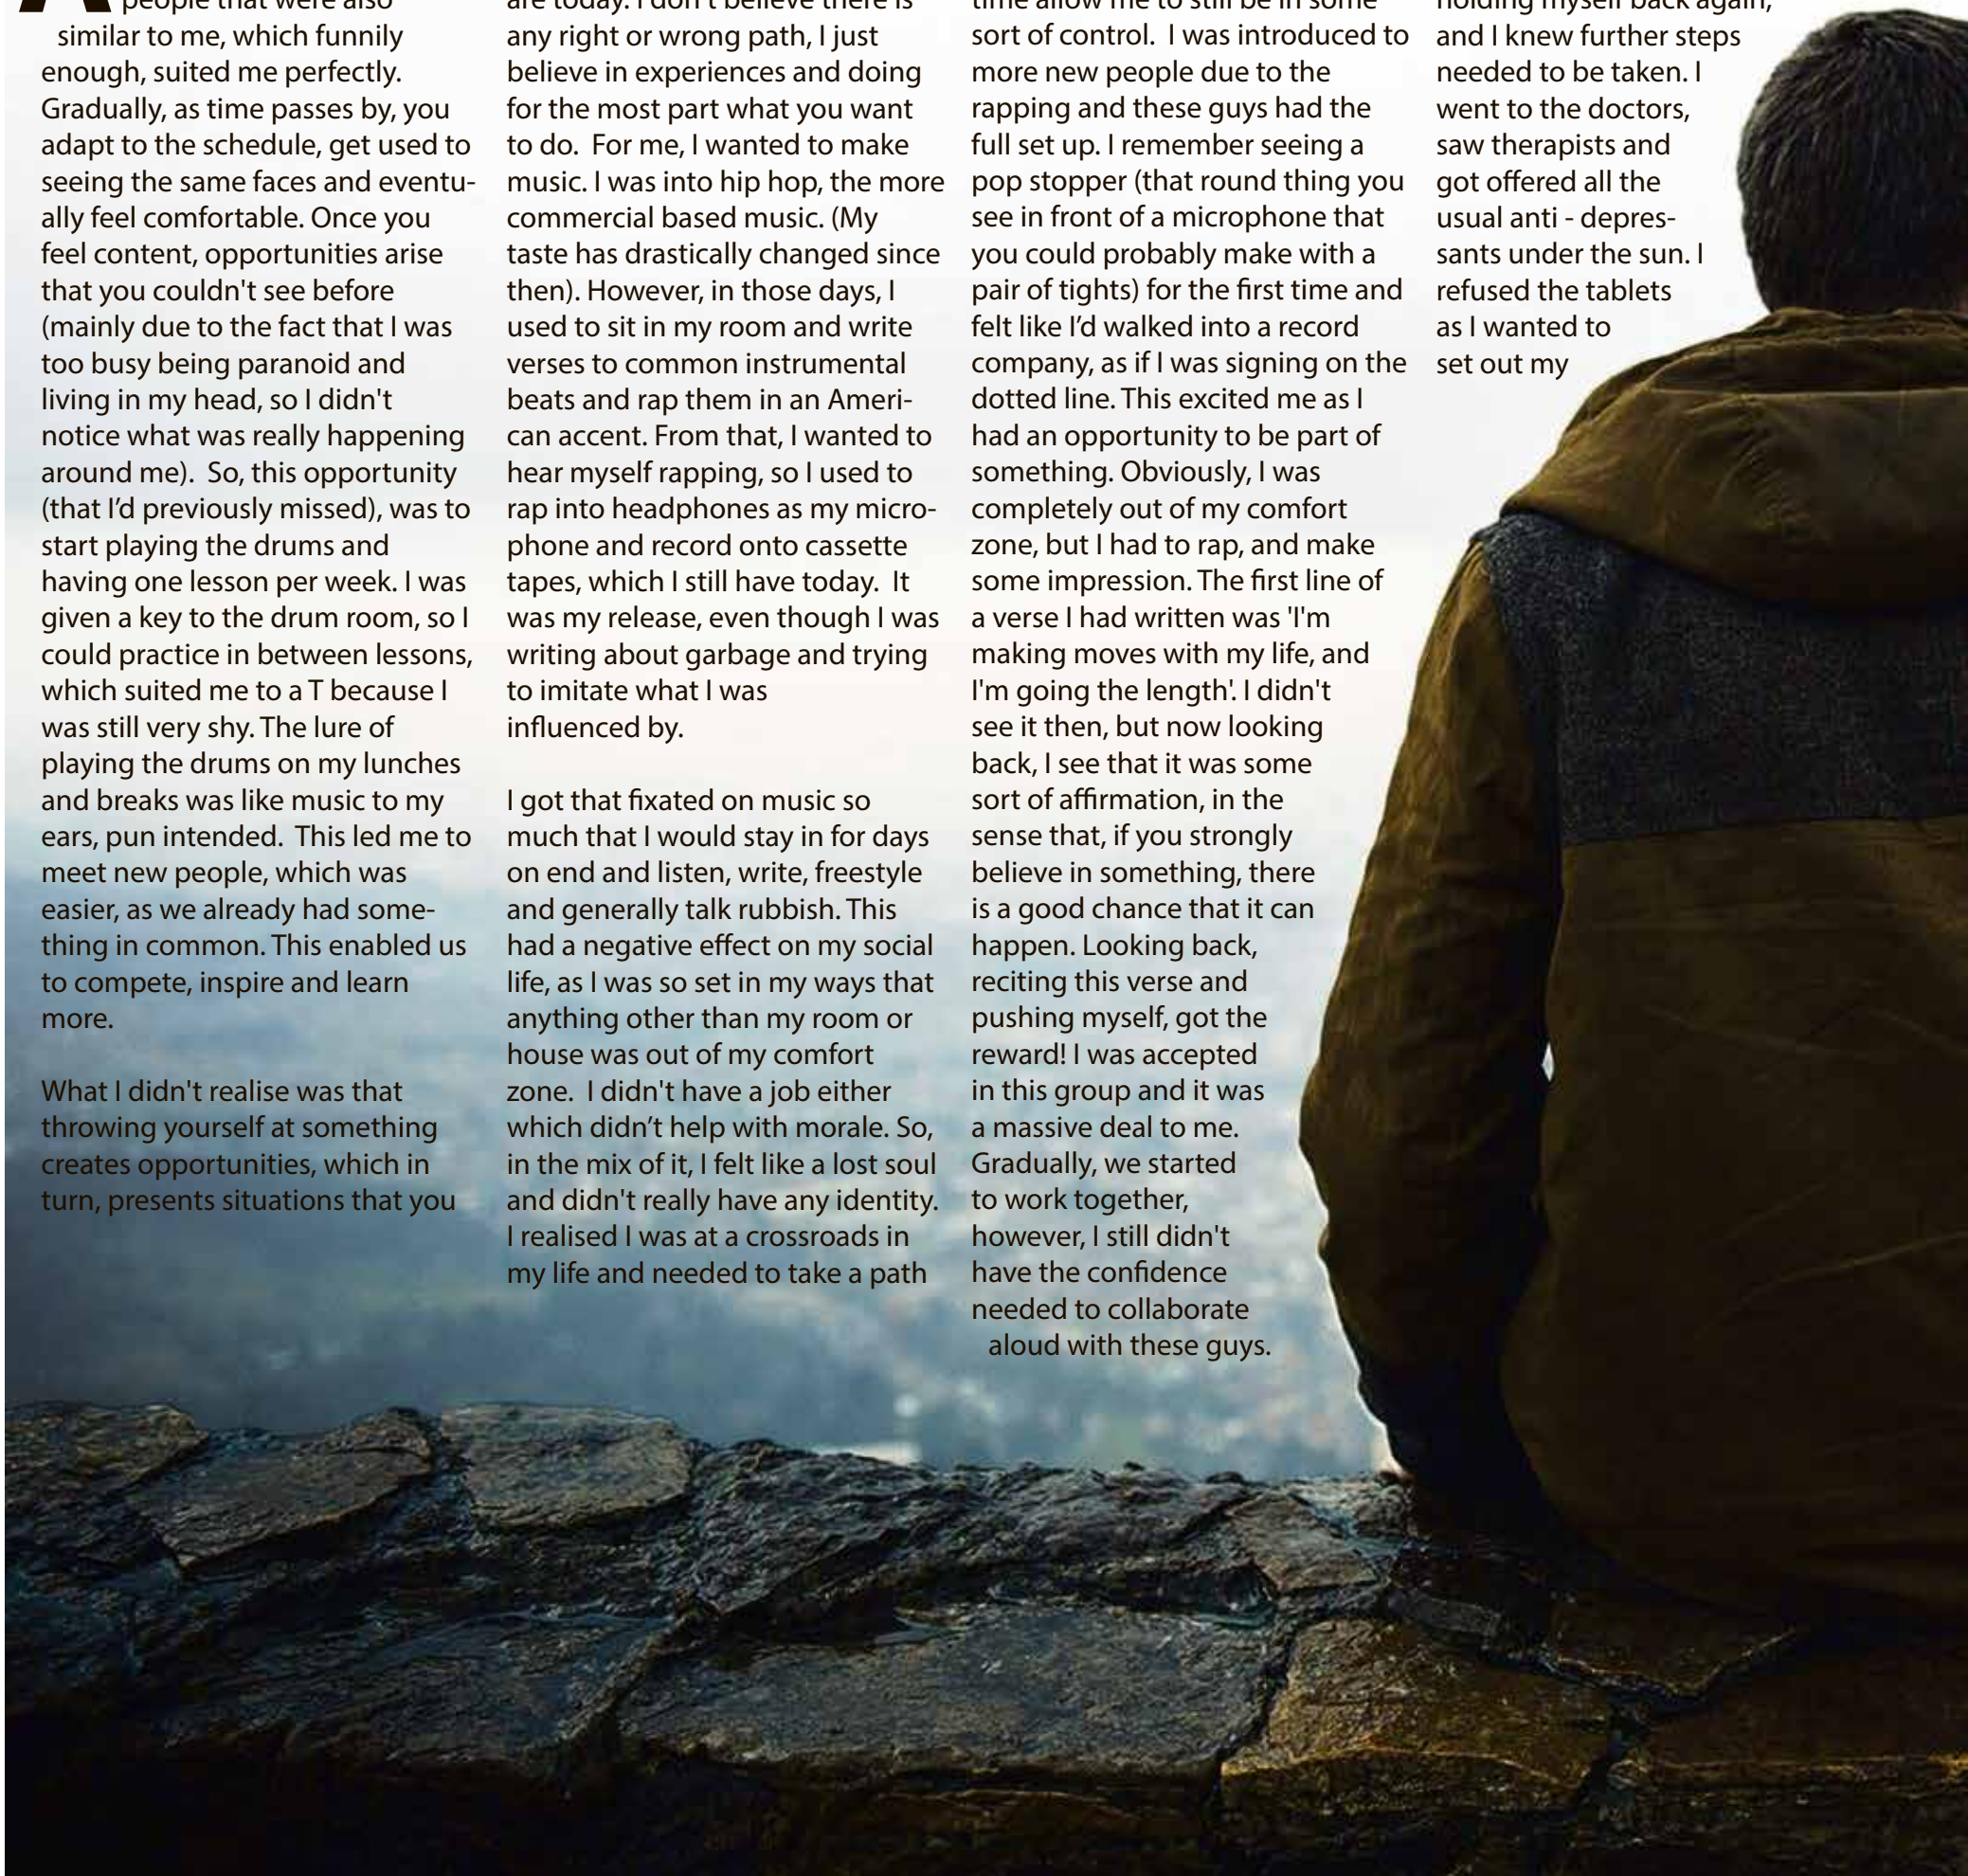 people that were also
similar to me, which funnily
enough, suited me perfectly.
Gradually, as time passes by, you
adapt to the schedule, get used to
seeing the same faces and eventu-
ally feel comfortable. Once you
feel content, opportunities arise
that you couldn't see before
(mainly due to the fact that I was
too busy being paranoid and
living in my head, so I didn't
notice what was really happening
around me).  So, this opportunity
(that I’d previously missed), was to
start playing the drums and
having one lesson per week. I was
given a key to the drum room, so I
could practice in between lessons,
which suited me to a T because I
was still very shy. The lure of
playing the drums on my lunches
and breaks was like music to my
ears, pun intended.  This led me to
meet new people, which was
easier, as we already had some-
thing in common. This enabled us
to compete, inspire and learn
more.
What I didn't realise was that
throwing yourself at something
creates opportunities, which in
turn, presents situations that you
are today. I don't believe there is
any right or wrong path, I just
believe in experiences and doing
for the most part what you want
to do.  For me, I wanted to make
music. I was into hip hop, the more
commercial based music. (My
taste has drastically changed since
then). However, in those days, I
used to sit in my room and write
verses to common instrumental
beats and rap them in an Ameri-
can accent. From that, I wanted to
hear myself rapping, so I used to
rap into headphones as my micro-
phone and record onto cassette
tapes, which I still have today.  It
was my release, even though I was
writing about garbage and trying
to imitate what I was
influenced by.
I got that fixated on music so
much that I would stay in for days
on end and listen, write, freestyle
and generally talk rubbish. This
had a negative effect on my social
life, as I was so set in my ways that
anything other than my room or
house was out of my comfort
zone.  I didn't have a job either
which didn’t help with morale. So,
in the mix of it, I felt like a lost soul
and didn't really have any identity.
I realised I was at a crossroads in
my life and needed to take a path
time allow me to still be in some
sort of control.  I was introduced to
more new people due to the
rapping and these guys had the
full set up. I remember seeing a
pop stopper (that round thing you
see in front of a microphone that
you could probably make with a
pair of tights) for the first time and
felt like I’d walked into a record
company, as if I was signing on the
dotted line. This excited me as I
had an opportunity to be part of
something. Obviously, I was
completely out of my comfort
zone, but I had to rap, and make
some impression. The first line of
a verse I had written was 'I'm
making moves with my life, and
I'm going the length'. I didn't
see it then, but now looking
back, I see that it was some
sort of affirmation, in the
sense that, if you strongly
believe in something, there
is a good chance that it can
happen. Looking back,
reciting this verse and
pushing myself, got the
reward! I was accepted
in this group and it was
a massive deal to me.
Gradually, we started
to work together,
however, I still didn't
have the confidence
needed to collaborate
aloud with these guys.
holding myself back again,
and I knew further steps
needed to be taken. I
went to the doctors,
saw therapists and
got offered all the
usual anti - depres-
sants under the sun. I
refused the tablets
as I wanted to
set out my